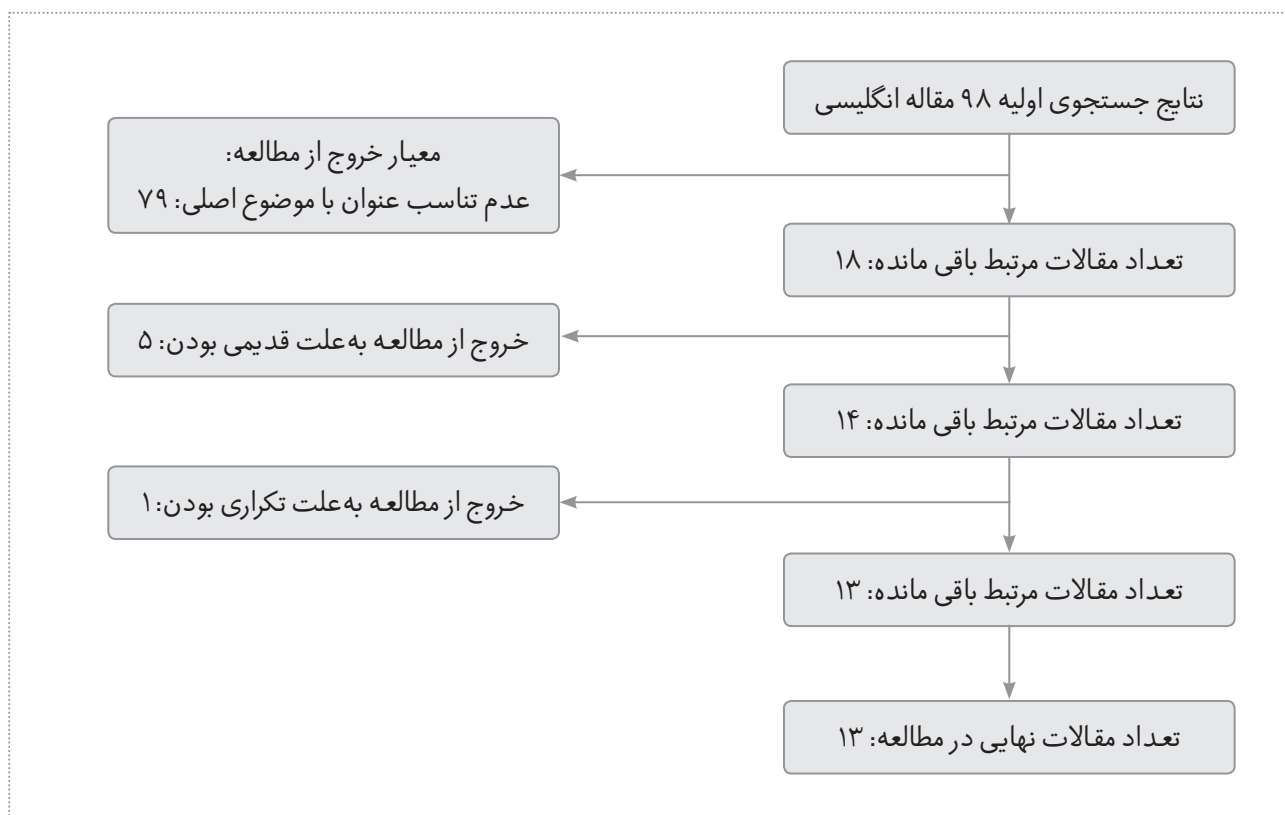 نتایج جستجوی اولیه ۹۸ مقاله انگلیسی
معیار خروج از مطالعه:
عدم تناسب عنوان با موضوع اصلی: ۷۹
تعداد مقالات مرتبط باقی مانده: ۱۸
خروج از مطالعه به‌علت قدیمی بودن: ۵
تعداد مقالات مرتبط باقی مانده: ۱۴
خروج از مطالعه به‌علت تکراری بودن: ۱
تعداد مقالات مرتبط باقی مانده: ۱۳
تعداد مقالات نهایی در مطالعه: ۱۳